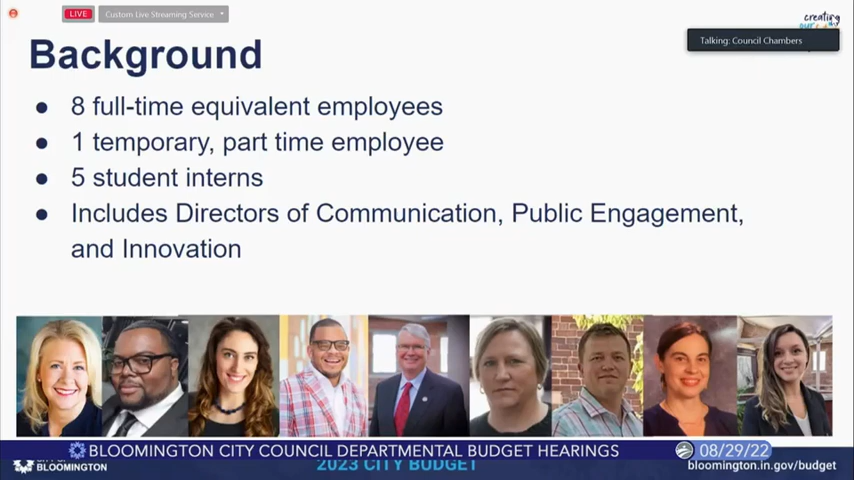 LIVE
Custom Live Streaming Service
creating
Talking: Council Chambers
Background
● 8 full-time equivalent employees
● 1 temporary, part time employee
● 5 student interns
● Includes Directors of Communication, Public Engagement,
and Innovation
BLOOMINGTON CITY COUNCIL DEPARTMENTAL BUDGET HEARINGS
08/29/22
BLOOMINGTON
2023 CITY BUDGET
bloomington.in.gov/budget